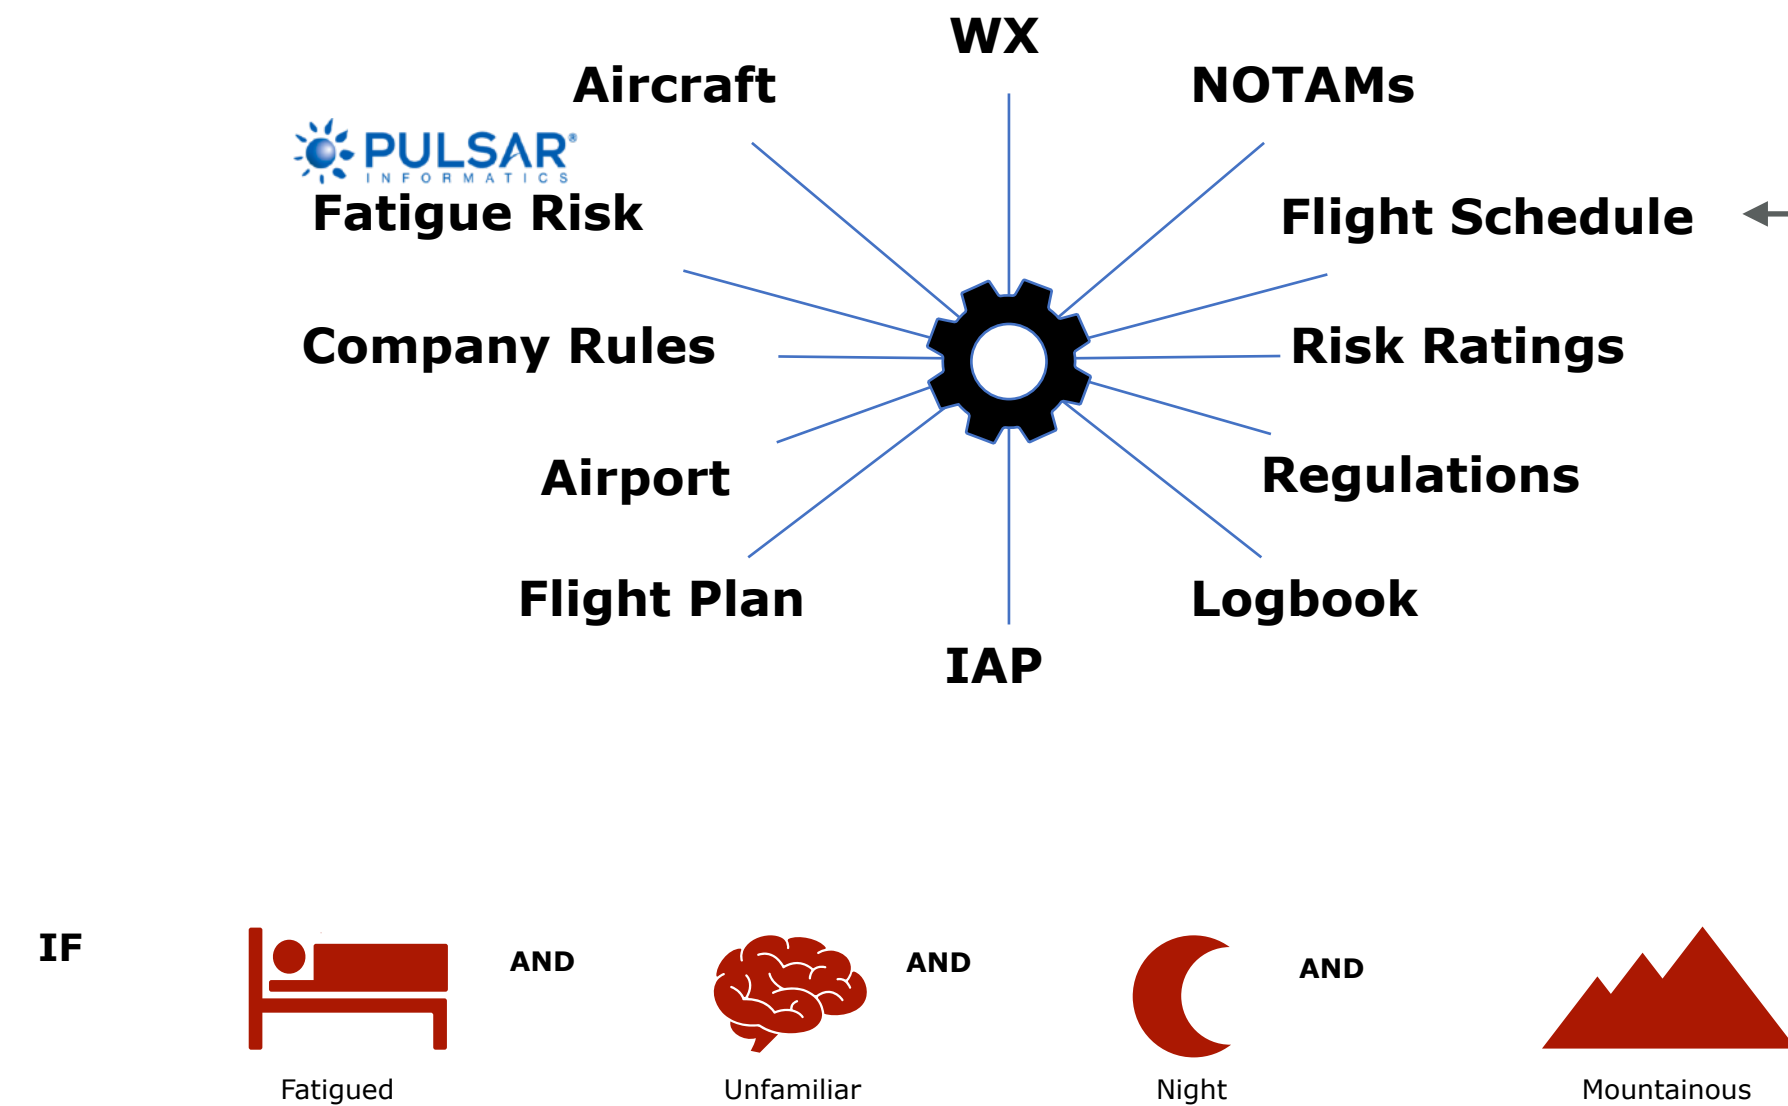 WX
Aircraft
NOTAMs
PULSAR®
INFORMATICS
Fatigue Risk
Flight Schedule
Company Rules
Risk Ratings
Airport
Regulations
Flight Plan
Logbook
IAP
IF
AND
AND
AND
Fatigued
Unfamiliar
Night
Mountainous